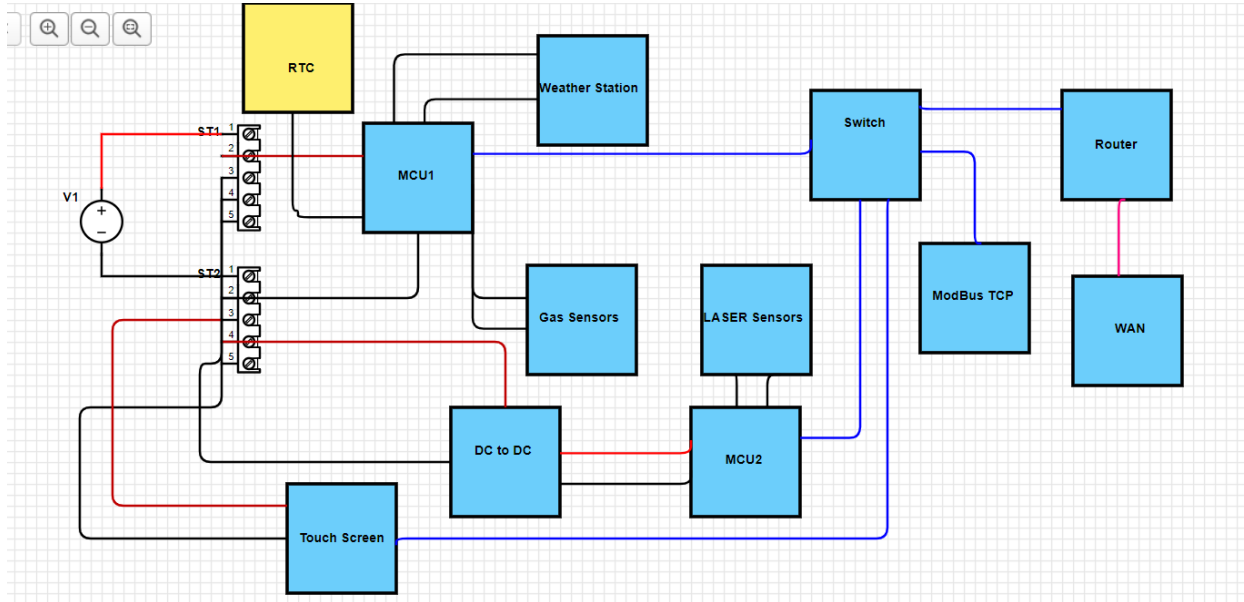 RTC
Weather Station
ST1
1
2
3
4
5
MCU1
Switch
Router
V1
+
−
ST2
1
2
3
4
5
Gas Sensors
LASER Sensors
ModBus TCP
WAN
DC to DC
MCU2
Touch Screen